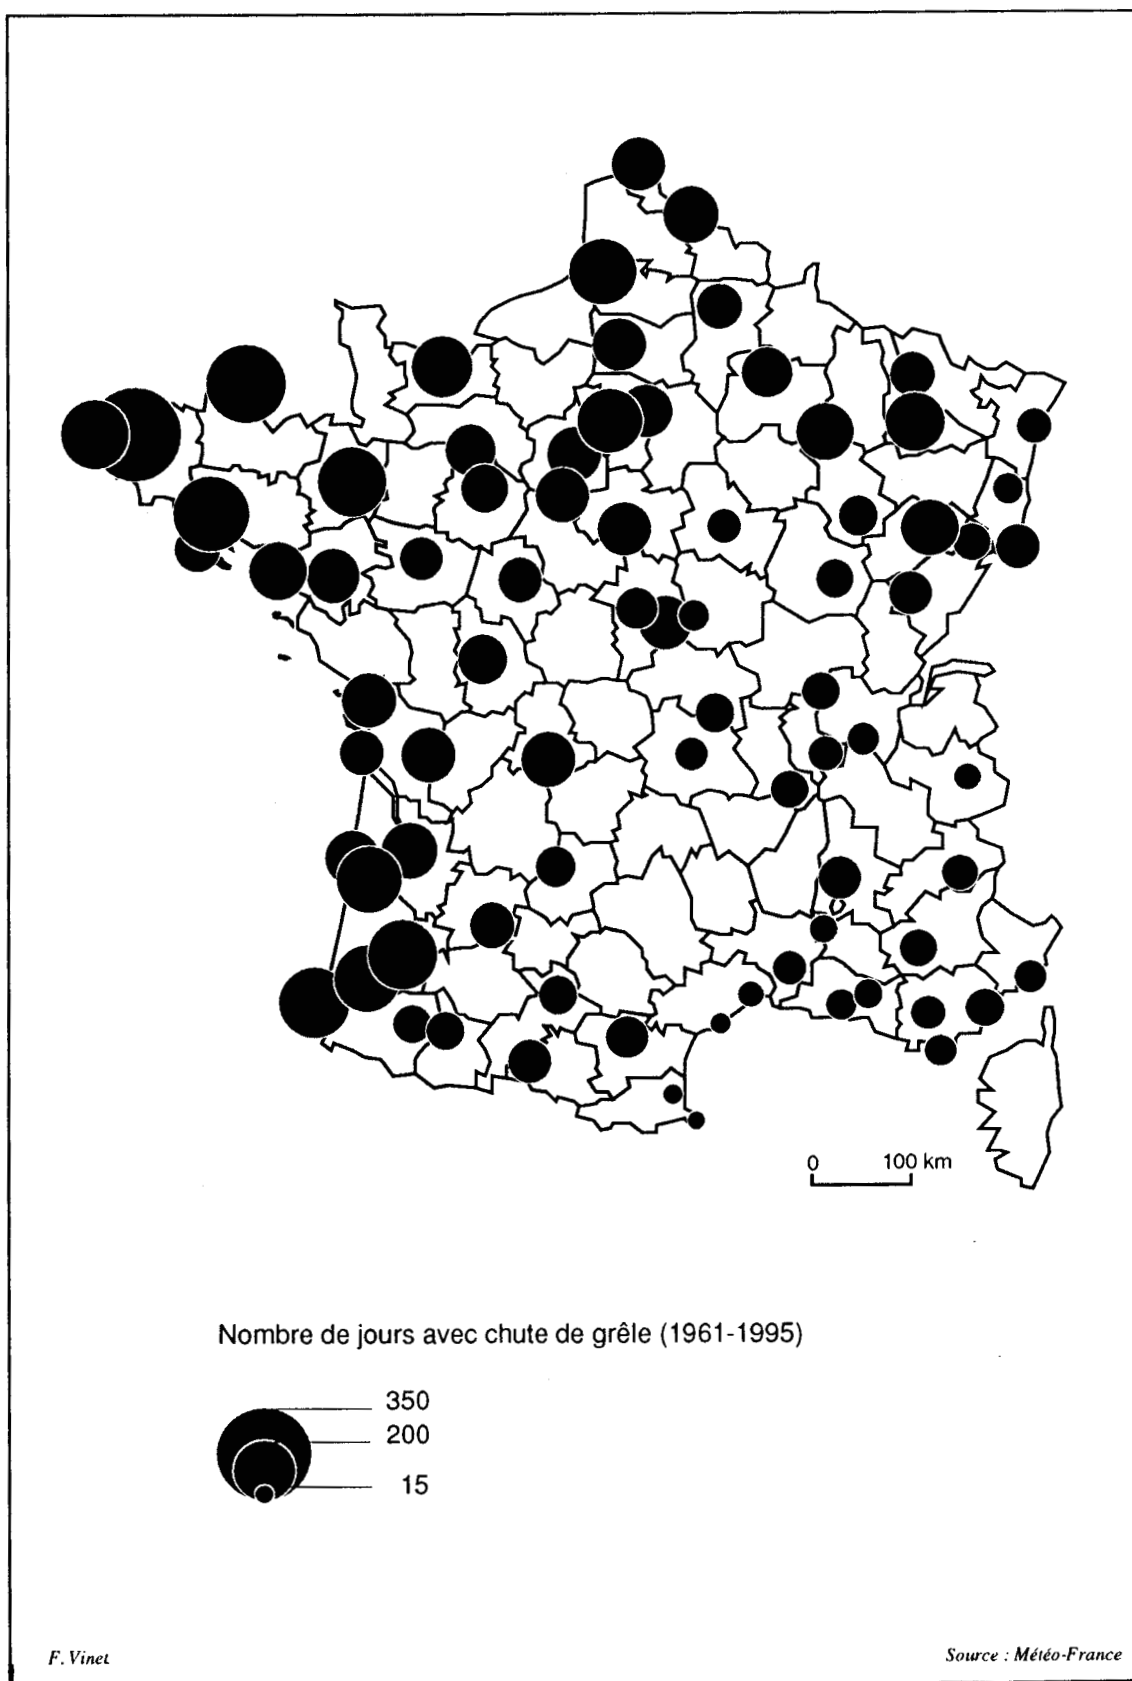 0 100 km
Nombre de jours avec chute de grêle (1961-1995)
350
200
15
F. Vinet
Source : Météo-France